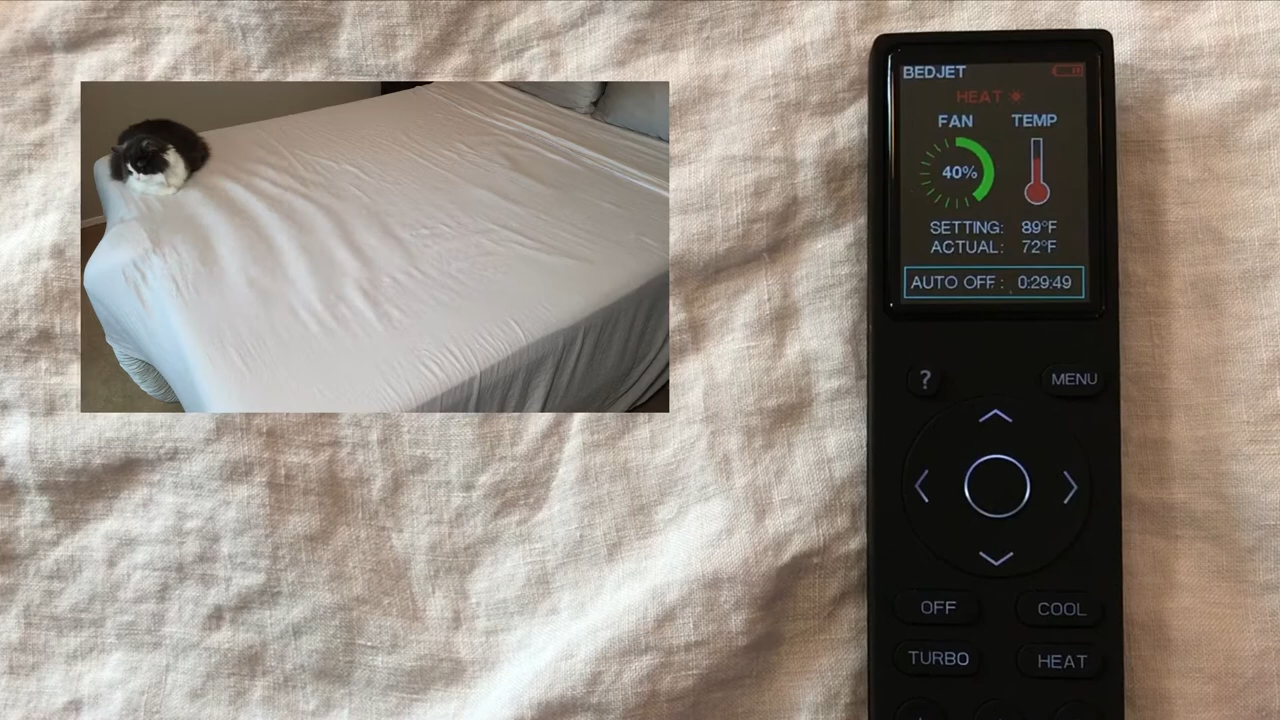 BEDJET
HEAT
FAN TEMP
40%
SETTING: 89°F
ACTUAL: 72°F
AUTO OFF: 0:29:49
?
MENU
OFF COOL
TURBO HEAT